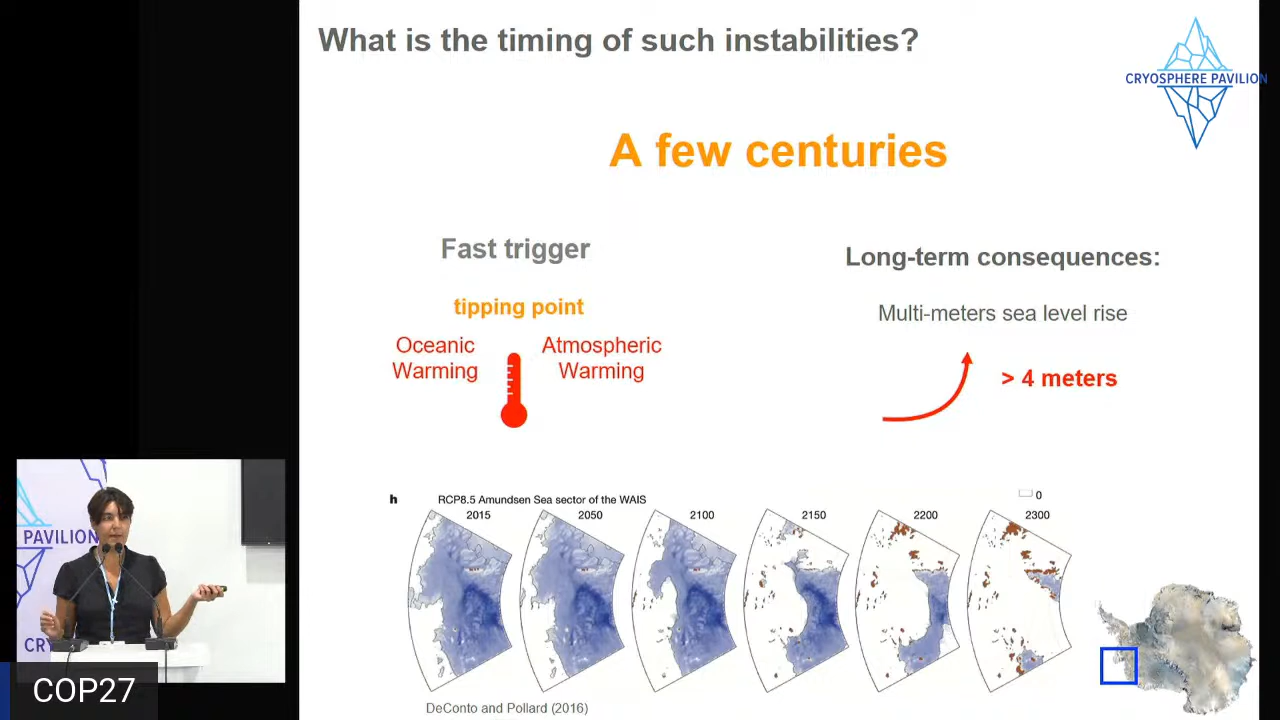 What is the timing of such instabilities?
CRYOSPHERE PAVILION
A few centuries
Fast trigger
tipping point
Oceanic
Warming
Atmospheric
Warming
Long-term consequences:
Multi-meters sea level rise
> 4 meters
h
RCP8.5 Amundsen Sea sector of the WAIS
0
2015
2050
2100
2150
2200
2300
DeConto and Pollard (2016)
PAVILION
CR
COP27